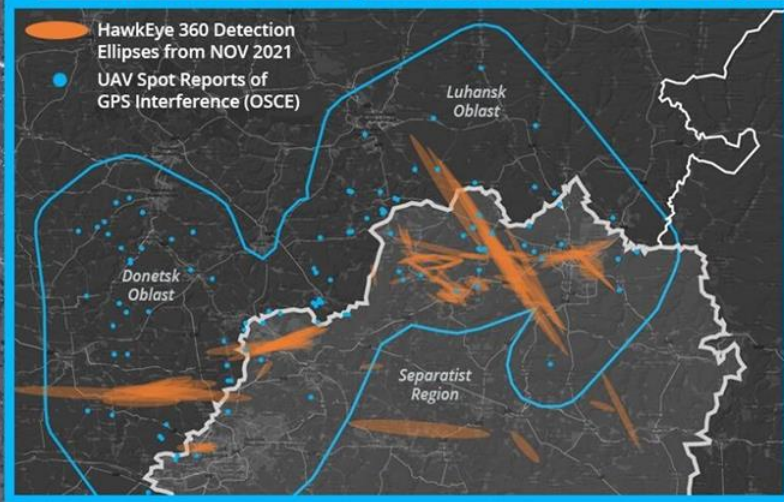 HawkEye 360 Detection
Ellipses from NOV 2021
UAV Spot Reports of
GPS Interference (OSCE)
Luhansk
Oblast
Donetsk
Oblast
Separatist
Region